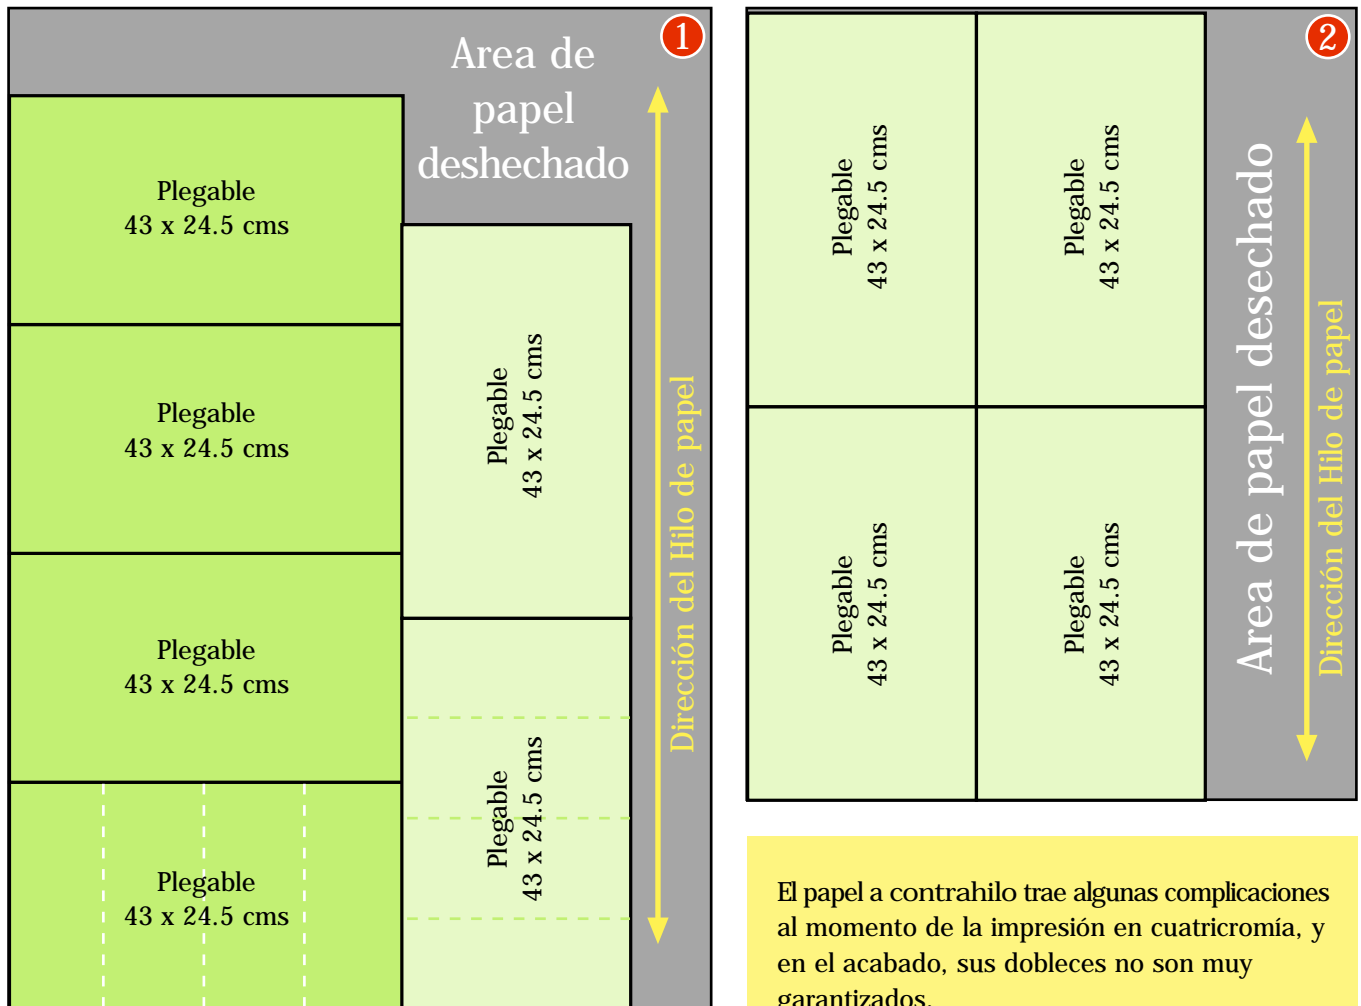 Area de
papel
deshechado
1
Plegable
43 x 24.5 cms
Plegable
43 x 24.5 cms
Plegable
43 x 24.5 cms
Plegable
43 x 24.5 cms
Plegable
43 x 24.5 cms
Plegable
43 x 24.5 cms
Dirección del Hilo de papel
2
Plegable
43 x 24.5 cms
Plegable
43 x 24.5 cms
Plegable
43 x 24.5 cms
Plegable
43 x 24.5 cms
Area de papel desechado
Dirección del Hilo de papel
El papel a contrahilo trae algunas complicaciones
al momento de la impresión en cuatricromía, y
en el acabado, sus dobleces no son muy
garantizados.